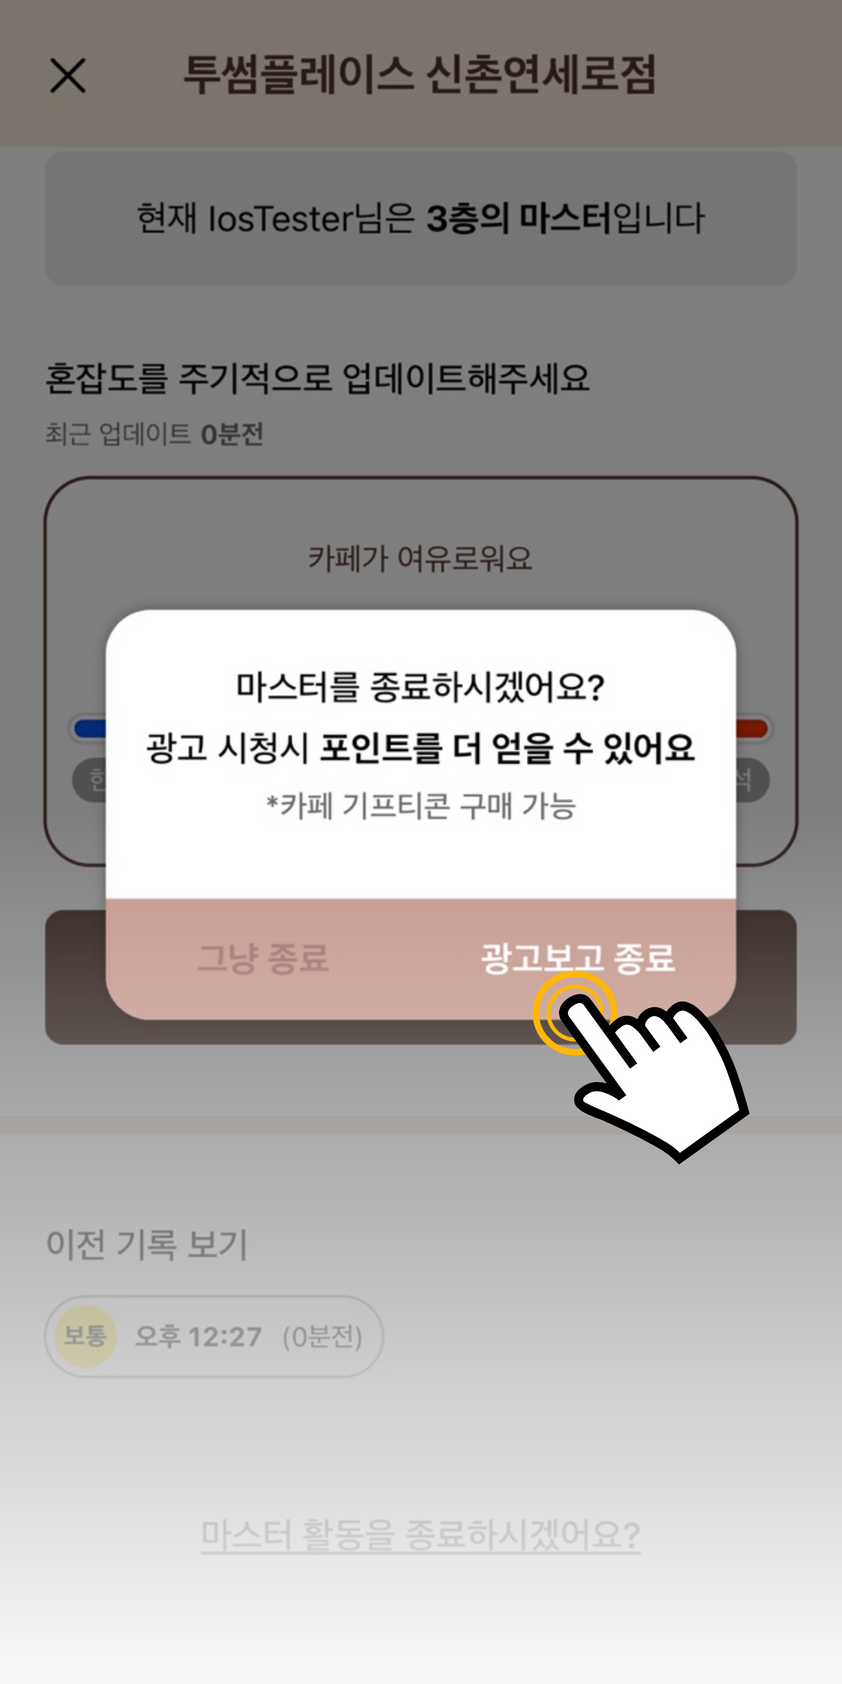 투썸플레이스 신촌연세로점
현재 IosTester님은 3층의 마스터입니다
혼잡도를 주기적으로 업데이트해주세요
최근 업데이트 0분전
카페가 여유로워요
마스터를 종료하시겠어요?
광고 시청시 포인트를 더 얻을 수 있어요
*카페 기프티콘 구매 가능
그냥 종료 광고보고 종료
이전 기록 보기
보통 오후 12:27 (0분전)
마스터 활동을 종료하시겠어요?